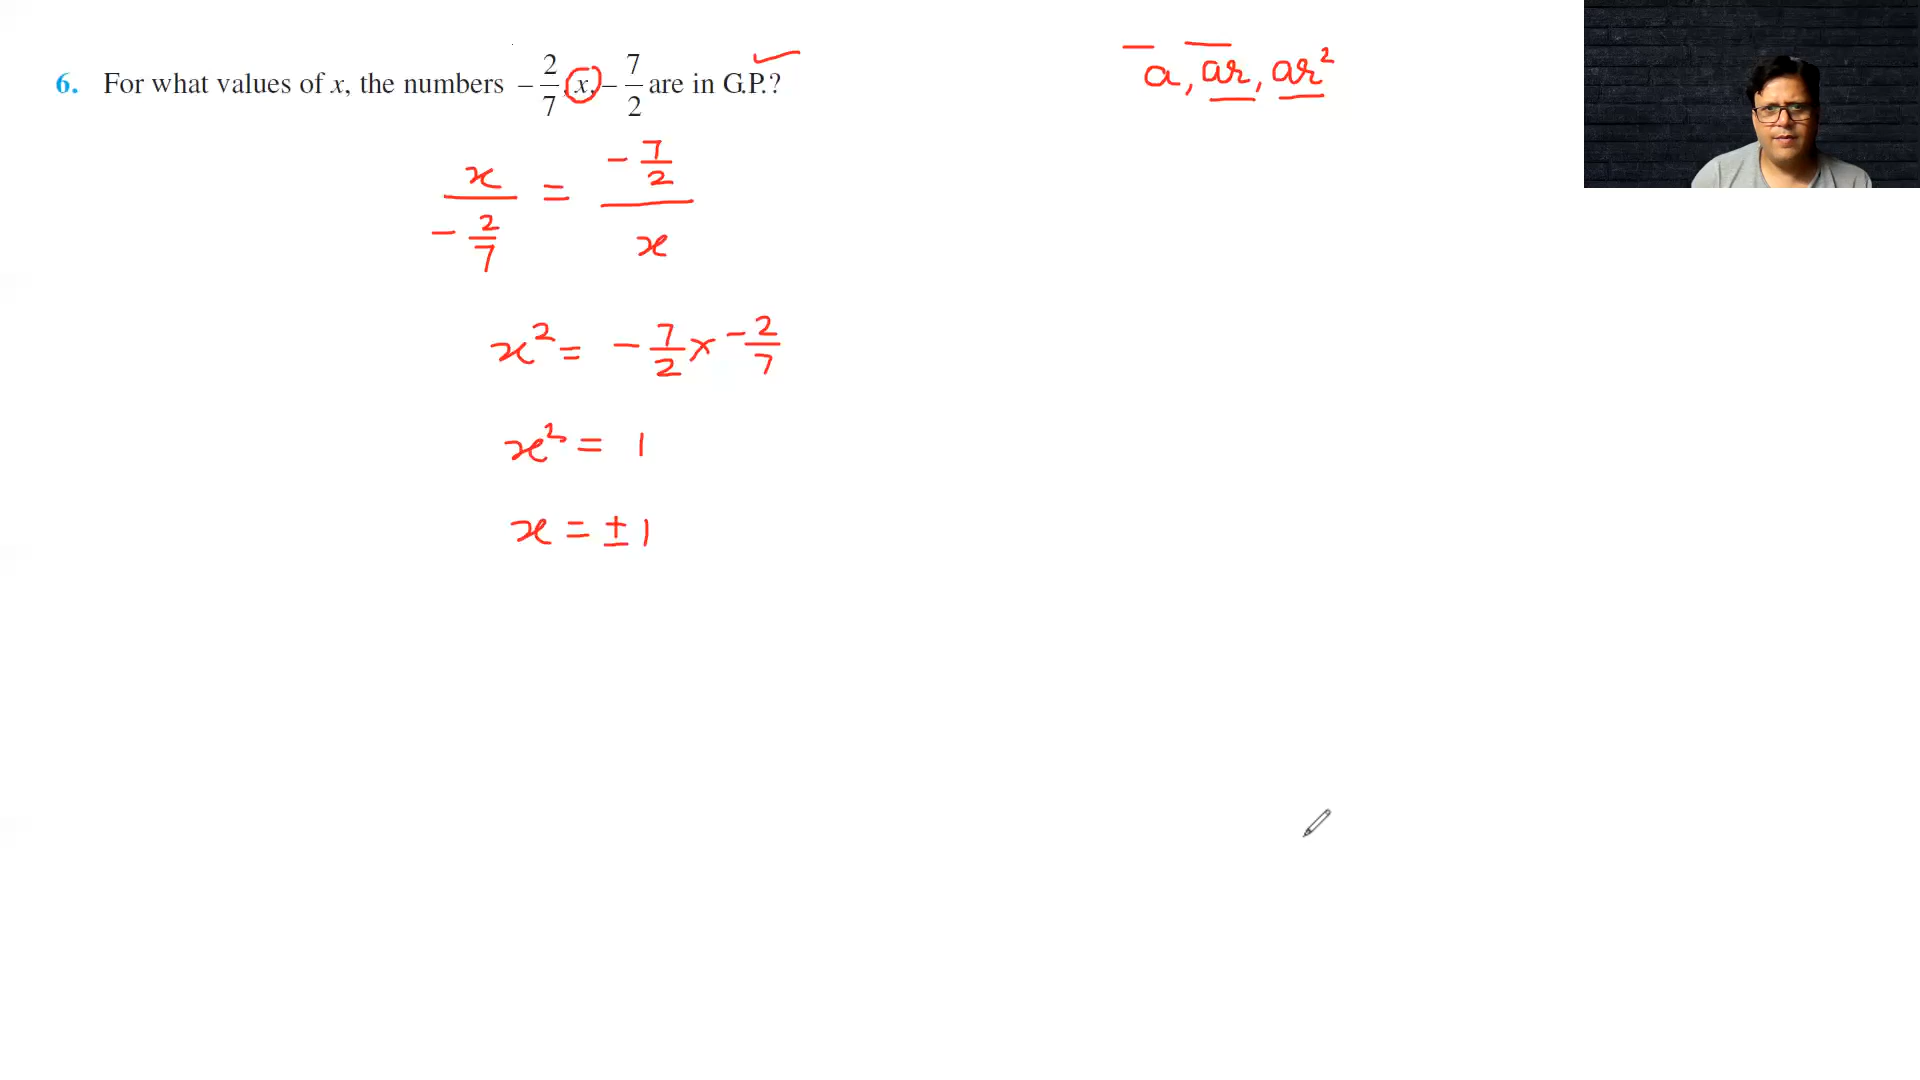 6. For what values of x, the numbers -2/7, x, -7/2 are in G.P.?
a, ar, ar²
x/(-2/7) = (-7/2)/x
x² = -7/2 × -2/7
x² = 1
x = ±1